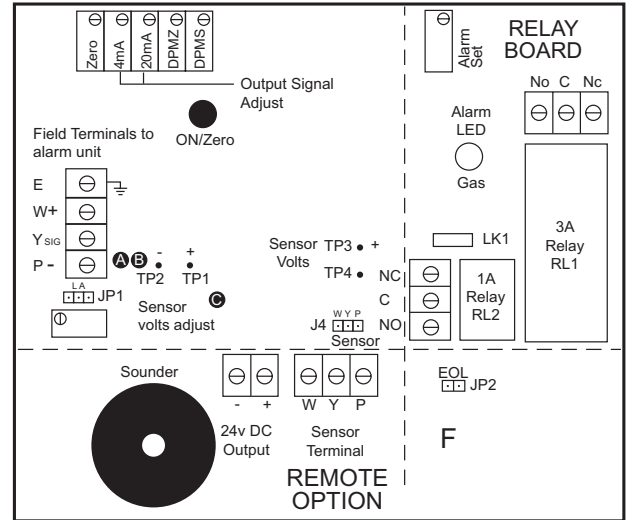 Zero
4mA
20mA
DPMZ
DPMS
Output Signal
Adjust
ON/Zero
Field Terminals to
alarm unit
E
W+
Y SIG
P -
A B
- +
TP2 TP1
C
L A
JP1
Sensor
volts adjust
Sensor
Volts
TP3 +
TP4
W Y P
J4
Sensor
Alarm
Set
RELAY
BOARD
No C Nc
Alarm
LED
Gas
LK1
NC
C
NO
1A
Relay
RL2
3A
Relay
RL1
Sounder
- +
24v DC
Output
W Y P
Sensor
Terminal
REMOTE
OPTION
EOL
JP2
F